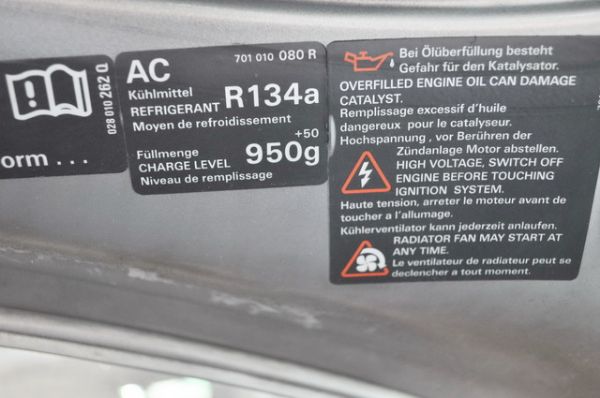 028 010 262 Q
orm ...
701 010 080 R
AC
Kühlmittel
REFRIGERANT R134a
Moyen de refroidissement
+50
Füllmenge
CHARGE LEVEL 950g
Niveau de remplissage
Bei Ölüberfüllung besteht
Gefahr für den Katalysator.
OVERFILLED ENGINE OIL CAN DAMAGE
CATALYST.
Remplissage excessif d'huile
dangereux pour le catalyseur.
Hochspannung, vor Berühren der
Zündanlage Motor abstellen.
HIGH VOLTAGE, SWITCH OFF
ENGINE BEFORE TOUCHING
IGNITION SYSTEM.
Haute tension, arreter le moteur avant de
toucher a l'allumage.
Kühlerventilator kann jederzeit anlaufen.
RADIATOR FAN MAY START AT
ANY TIME.
Le ventilateur de radiateur peut se
declencher a tout moment.